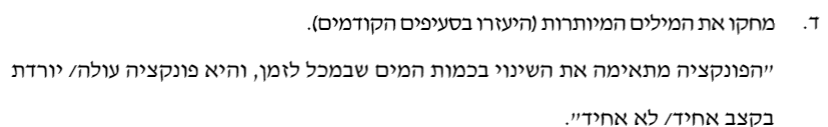 ד. מחקו את המילים המיותרות (היעזרו בסעיפים הקודמים).
"הפונקציה מתאימה את השינוי בכמות המים שבמכל לזמן, והיא פונקציה עולה/ יורדת
בקצב אחיד/ לא אחיד".